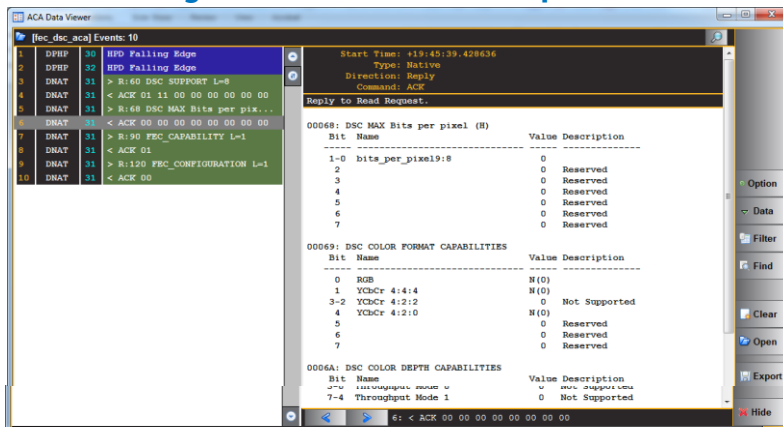 ACA Data Viewer
[fec_dsc_aca] Events: 10
1 DPHP 30 HPD Falling Edge
2 DPHP 32 HPD Falling Edge
3 DNAT 31 > R:60 DSC SUPPORT L=8
4 DNAT 31 < ACK 01 11 00 00 00 00 00 00
5 DNAT 31 > R:68 DSC MAX Bits per pix...
6 DNAT 31 < ACK 00 00 00 00 00 00 00 00
7 DNAT 31 > R:90 FEC_CAPABILITY L=1
8 DNAT 31 < ACK 01
9 DNAT 31 > R:120 FEC_CONFIGURATION L=1
10 DNAT 31 < ACK 00
Start Time: +19:45:39.428636
Type: Native
Direction: Reply
Command: ACK
Reply to Read Request.
00068: DSC MAX Bits per pixel (H)
Bit Name Value Description
1-0 bits_per_pixel9:8 0
2 0 Reserved
3 0 Reserved
4 0 Reserved
5 0 Reserved
6 0 Reserved
7 0 Reserved
00069: DSC COLOR FORMAT CAPABILITIES
Bit Name Value Description
0 RGB N(0)
1 YCbCr 4:4:4 N(0)
3-2 YCbCr 4:2:2 0 Not Supported
4 YCbCr 4:2:0 N(0)
5 0 Reserved
6 0 Reserved
7 0 Reserved
0006A: DSC COLOR DEPTH CAPABILITIES
Bit Name Value Description
7-4 Throughput Mode 1 0 Not Supported
6: < ACK 00 00 00 00 00 00 00 00
Option
Data
Filter
Find
Clear
Open
Export
Hide